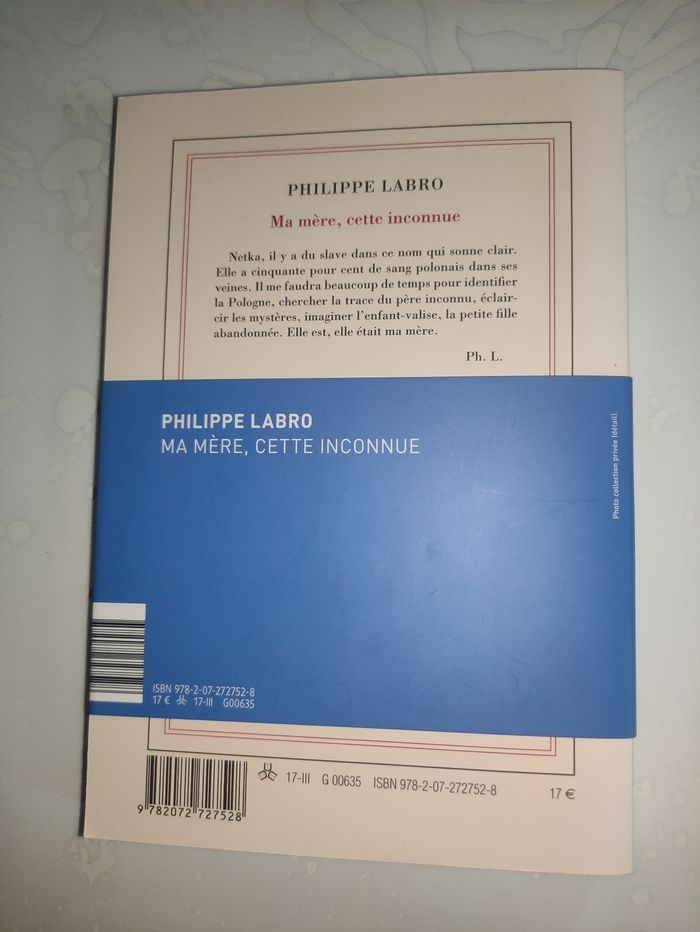 PHILIPPE LABRO
Ma mère, cette inconnue
Netka, il y a du slave dans ce nom qui sonne clair.
Elle a cinquante pour cent de sang polonais dans ses
veines. Il me faudra beaucoup de temps pour identifier
la Pologne, chercher la trace du père inconnu, éclair-
cir les mystères, imaginer l'enfant-valise, la petite fille
abandonnée. Elle est, elle était ma mère.
Ph. L.
PHILIPPE LABRO
MA MÈRE, CETTE INCONNUE
Photo collection privée (détail).
ISBN 978-2-07-272752-8
17 € 17-III G00635
17-III G 00635 ISBN 978-2-07-272752-8 17 €
9 782072 727528